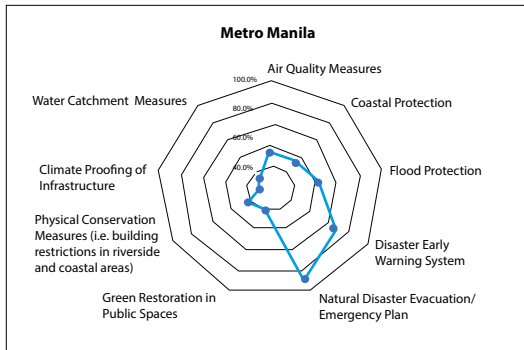 Metro Manila
Air Quality Measures
100.0%
80.0%
60.0%
40.0%
Coastal Protection
Flood Protection
Disaster Early
Warning System
Natural Disaster Evacuation/
Emergency Plan
Green Restoration in
Public Spaces
Physical Conservation
Measures (i.e. building
restrictions in riverside
and coastal areas)
Climate Proofing of
Infrastructure
Water Catchment Measures